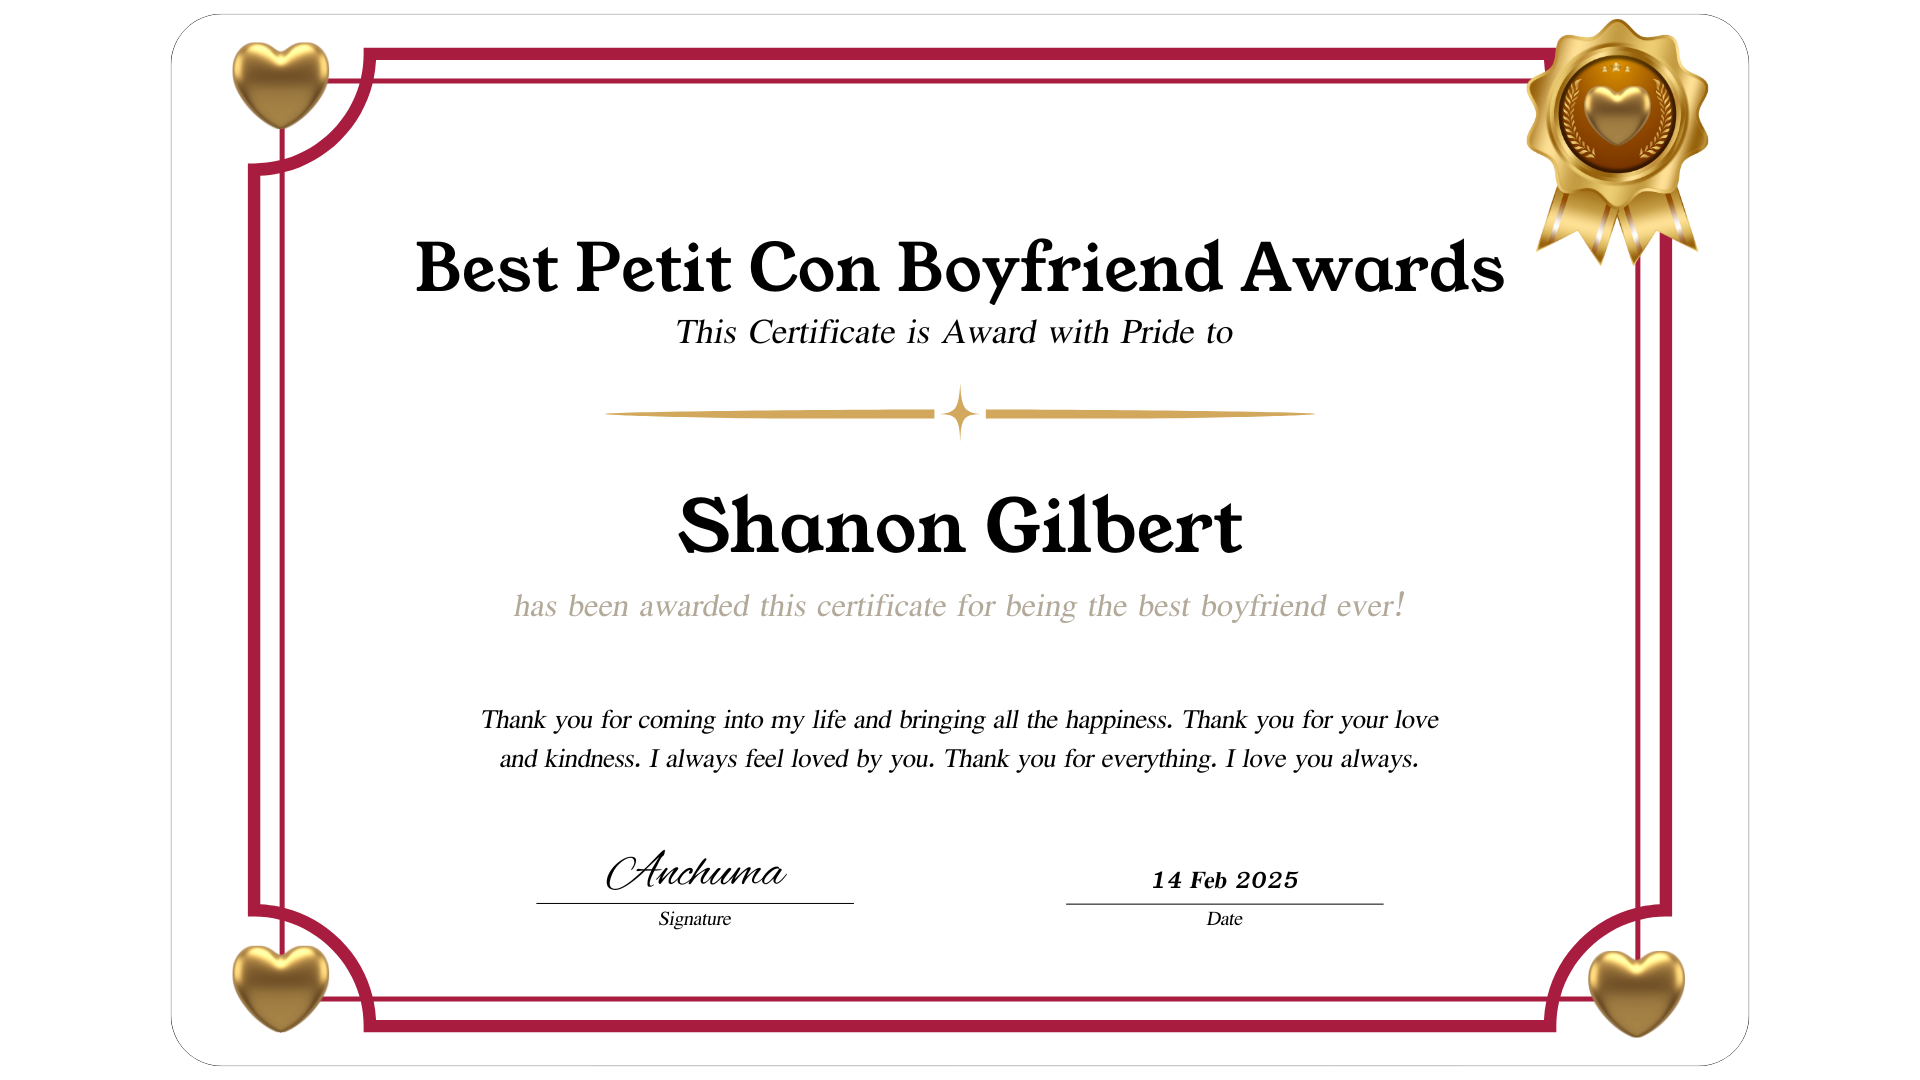 Best Petit Con Boyfriend Awards
This Certificate is Award with Pride to
Shanon Gilbert
has been awarded this certificate for being the best boyfriend ever!
Thank you for coming into my life and bringing all the happiness. Thank you for your love
and kindness. I always feel loved by you. Thank you for everything. I love you always.
Anchuma
14 Feb 2025
Signature
Date